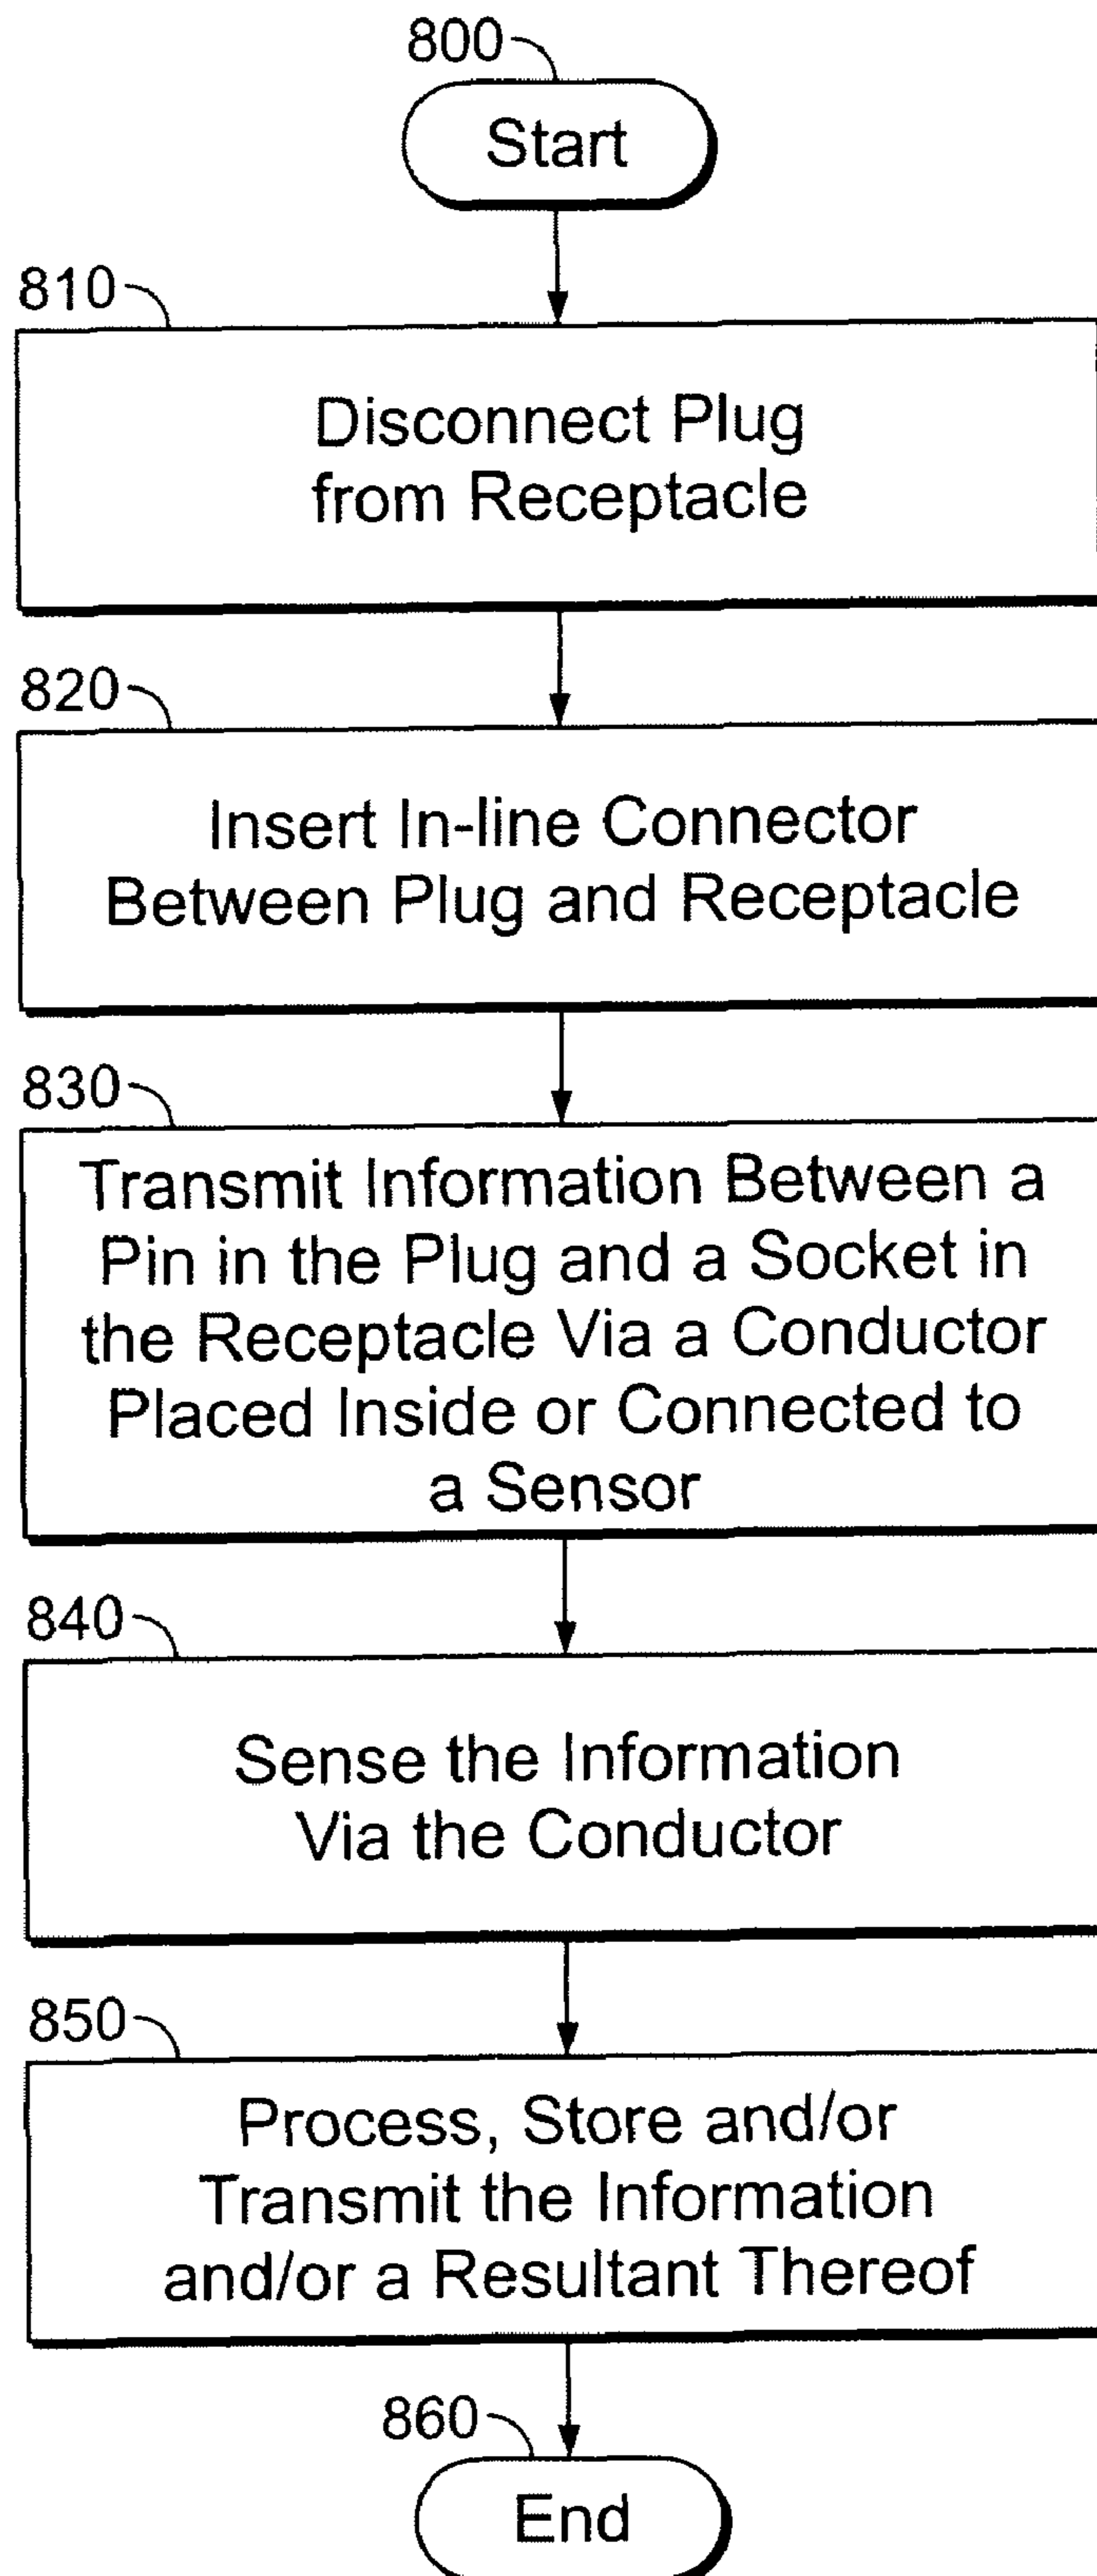 800
Start
810
Disconnect Plug
from Receptacle
820
Insert In-line Connector
Between Plug and Receptacle
830
Transmit Information Between a
Pin in the Plug and a Socket in
the Receptacle Via a Conductor
Placed Inside or Connected to
a Sensor
840
Sense the Information
Via the Conductor
850
Process, Store and/or
Transmit the Information
and/or a Resultant Thereof
860
End